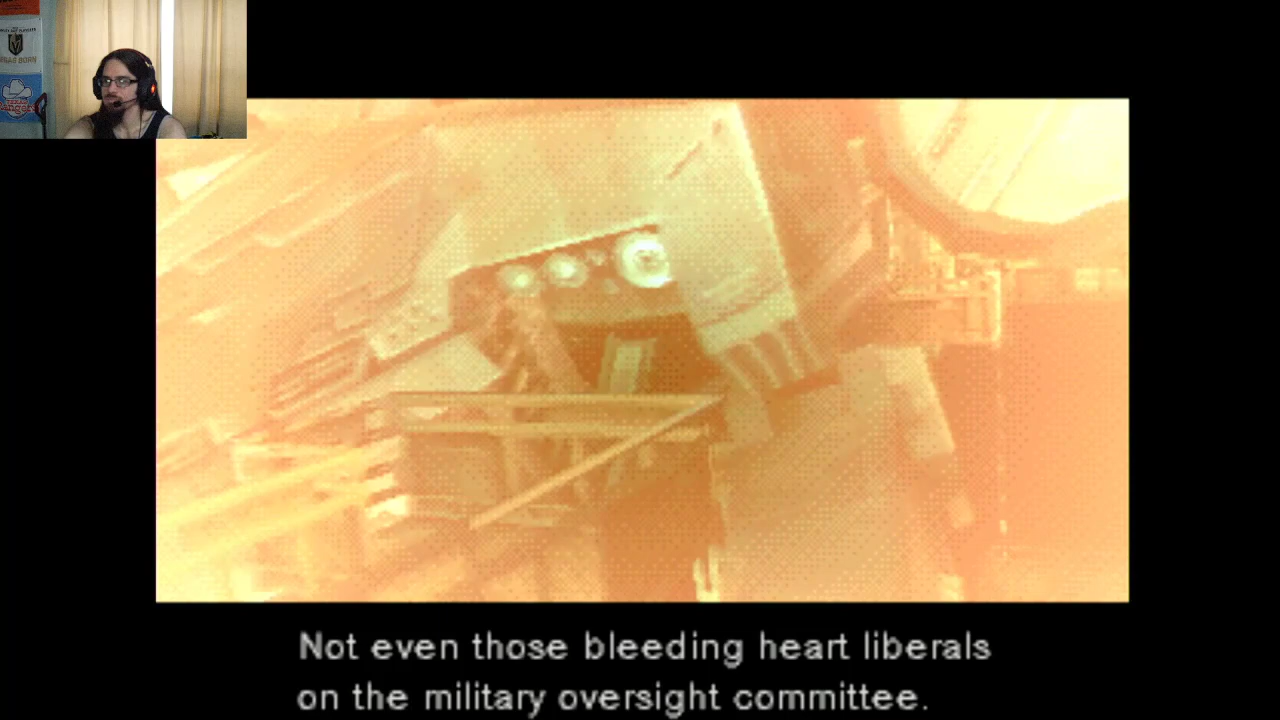 Not even those bleeding heart liberals
on the military oversight committee.